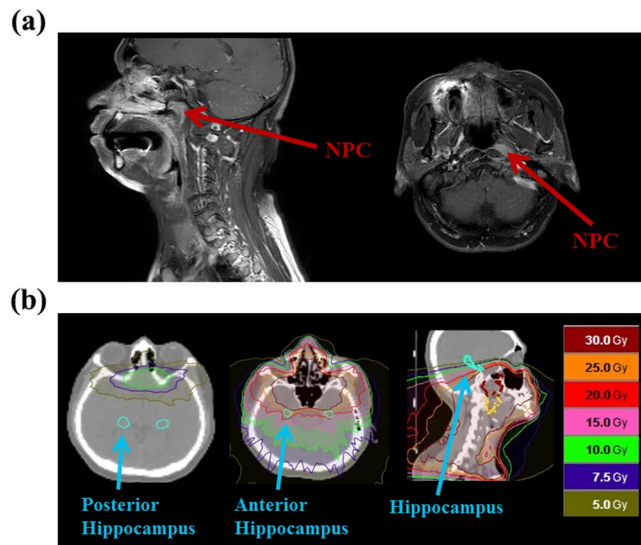 (a)
NPC
NPC
(b)
Posterior
Hippocampus
Anterior
Hippocampus
Hippocampus
30.0 Gy
25.0 Gy
20.0 Gy
15.0 Gy
10.0 Gy
7.5 Gy
5.0 Gy